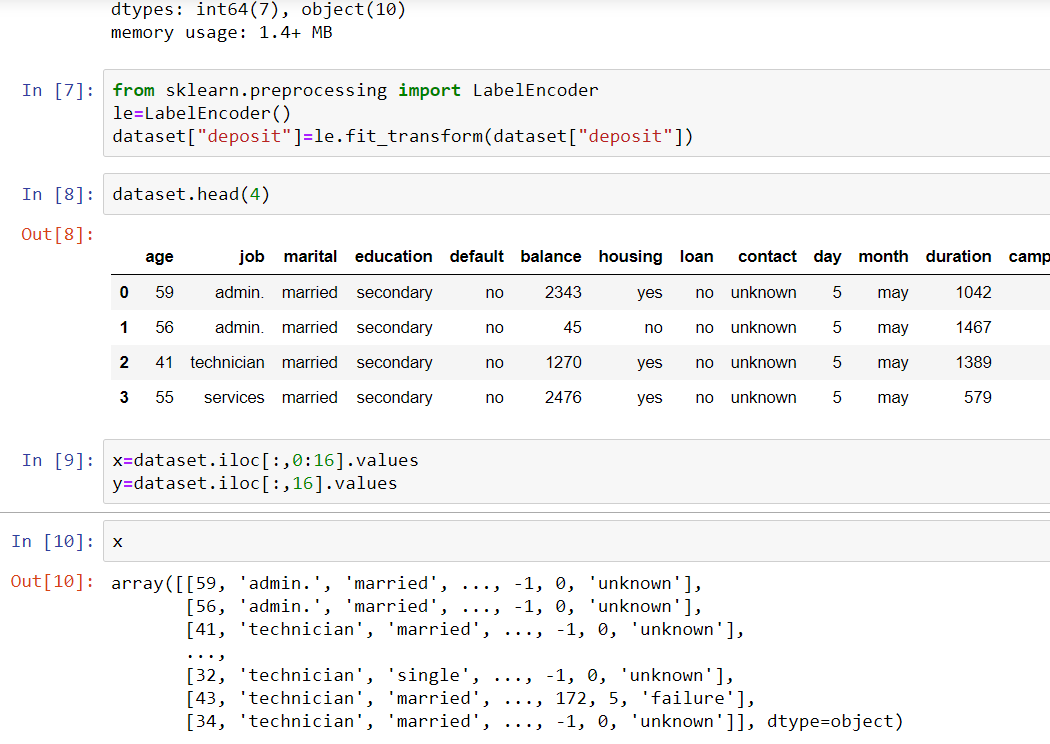 dtypes: int64(7), object(10)
memory usage: 1.4+ MB
In [7]: from sklearn.preprocessing import LabelEncoder
le=LabelEncoder()
dataset["deposit"]=le.fit_transform(dataset["deposit"])
In [8]: dataset.head(4)
Out[8]:
age job marital education default balance housing loan contact day month duration camp
0 59 admin. married secondary no 2343 yes no unknown 5 may 1042
1 56 admin. married secondary no 45 no no unknown 5 may 1467
2 41 technician married secondary no 1270 yes no unknown 5 may 1389
3 55 services married secondary no 2476 yes no unknown 5 may 579
In [9]: x=dataset.iloc[:,0:16].values
y=dataset.iloc[:,16].values
In [10]: x
Out[10]: array([[59, 'admin.', 'married', ..., -1, 0, 'unknown'],
[56, 'admin.', 'married', ..., -1, 0, 'unknown'],
[41, 'technician', 'married', ..., -1, 0, 'unknown'],
...,
[32, 'technician', 'single', ..., -1, 0, 'unknown'],
[43, 'technician', 'married', ..., 172, 5, 'failure'],
[34, 'technician', 'married', ..., -1, 0, 'unknown']], dtype=object)